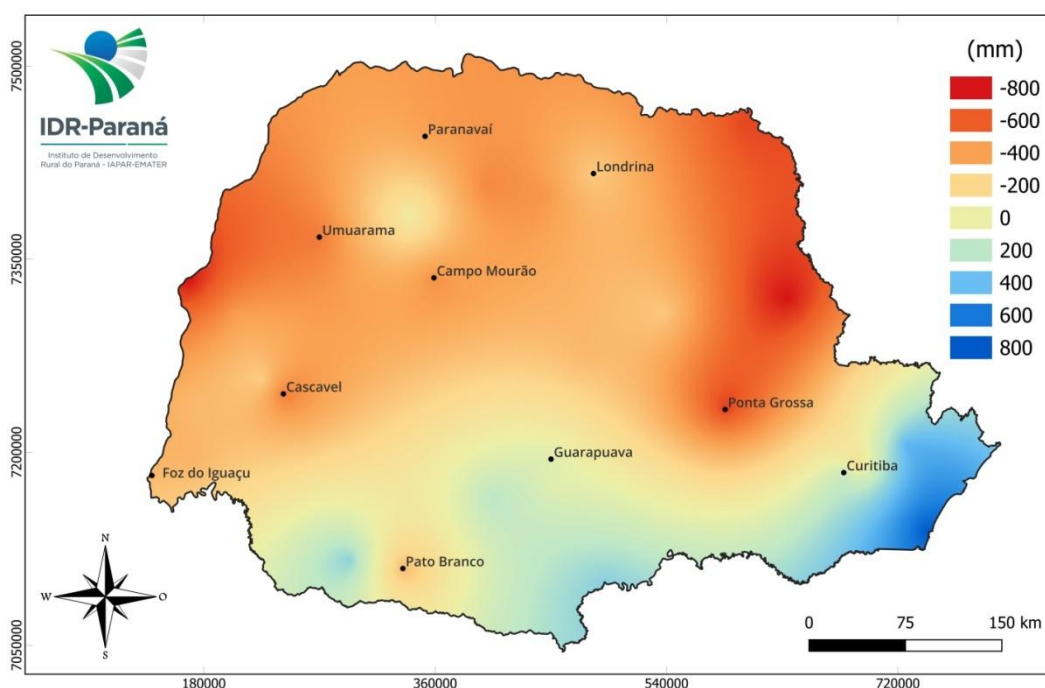 IDR-Paraná
Instituto de Desenvolvimento
Rural do Paraná - IAPAR-EMATER
(mm)
-800
-600
-400
-200
0
200
400
600
800
7500000
7350000
7200000
7050000
Paranavaí
Londrina
Umuarama
Campo Mourão
Cascavel
Ponta Grossa
Guarapuava
Curitiba
Foz do Iguaçu
Pato Branco
N
W
O
S
0 75 150 km
180000 360000 540000 720000